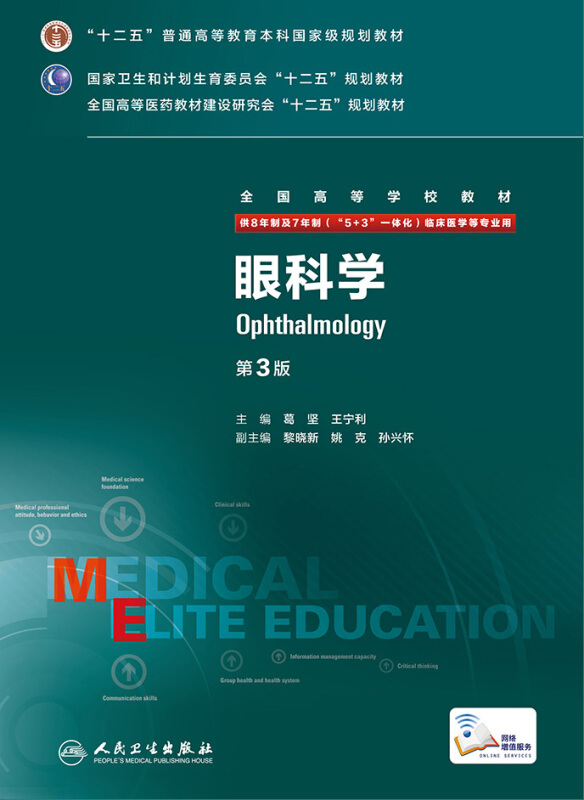 “十二五”普通高等教育本科国家级规划教材
国家卫生和计划生育委员会“十二五”规划教材
全国高等医药教材建设研究会“十二五”规划教材
全国高等学校教材
供8年制及7年制（“5+3”一体化）临床医学等专业用
眼科学
Ophthalmology
第3版
主编 葛坚 王宁利
副主编 黎晓新 姚克 孙兴怀
Medical science
foundation
Medical professional
attitude, behavior and ethics
Clinical skills
MEDICAL
ELITE EDUCATION
Information management capacity
Critical thinking
Group health and health system
Communication skills
人民卫生出版社
PEOPLE'S MEDICAL PUBLISHING HOUSE
网络
增值服务
ONLINE SERVICES